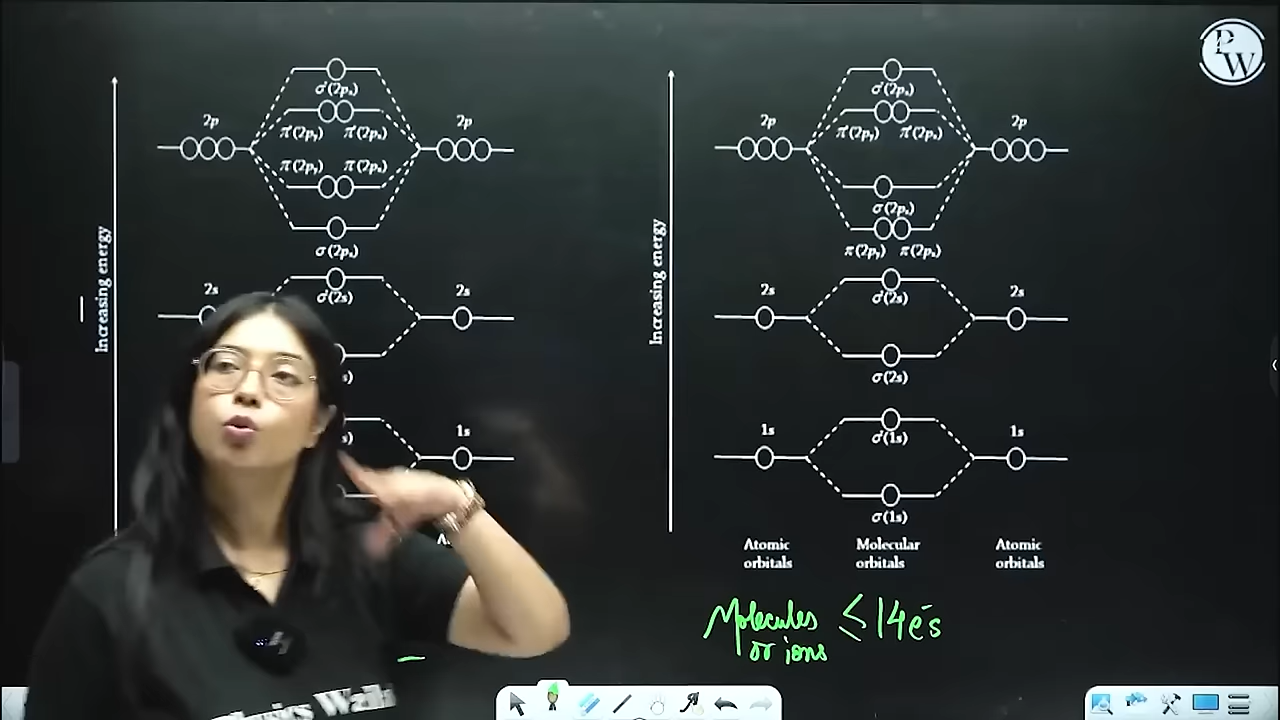 PW
2p
σ*(2pz)
π*(2py) π*(2px)
π(2py) π(2px)
σ(2pz)
2p
2s
σ*(2s)
2s
1s
Increasing energy
2p
σ*(2pz)
π*(2py) π*(2px)
σ(2pz)
π(2py) π(2px)
2p
2s
σ*(2s)
σ(2s)
2s
1s
σ*(1s)
σ(1s)
1s
Increasing energy
Atomic
orbitals
Molecular
orbitals
Atomic
orbitals
Molecules ≤ 14e⁻s
or ions